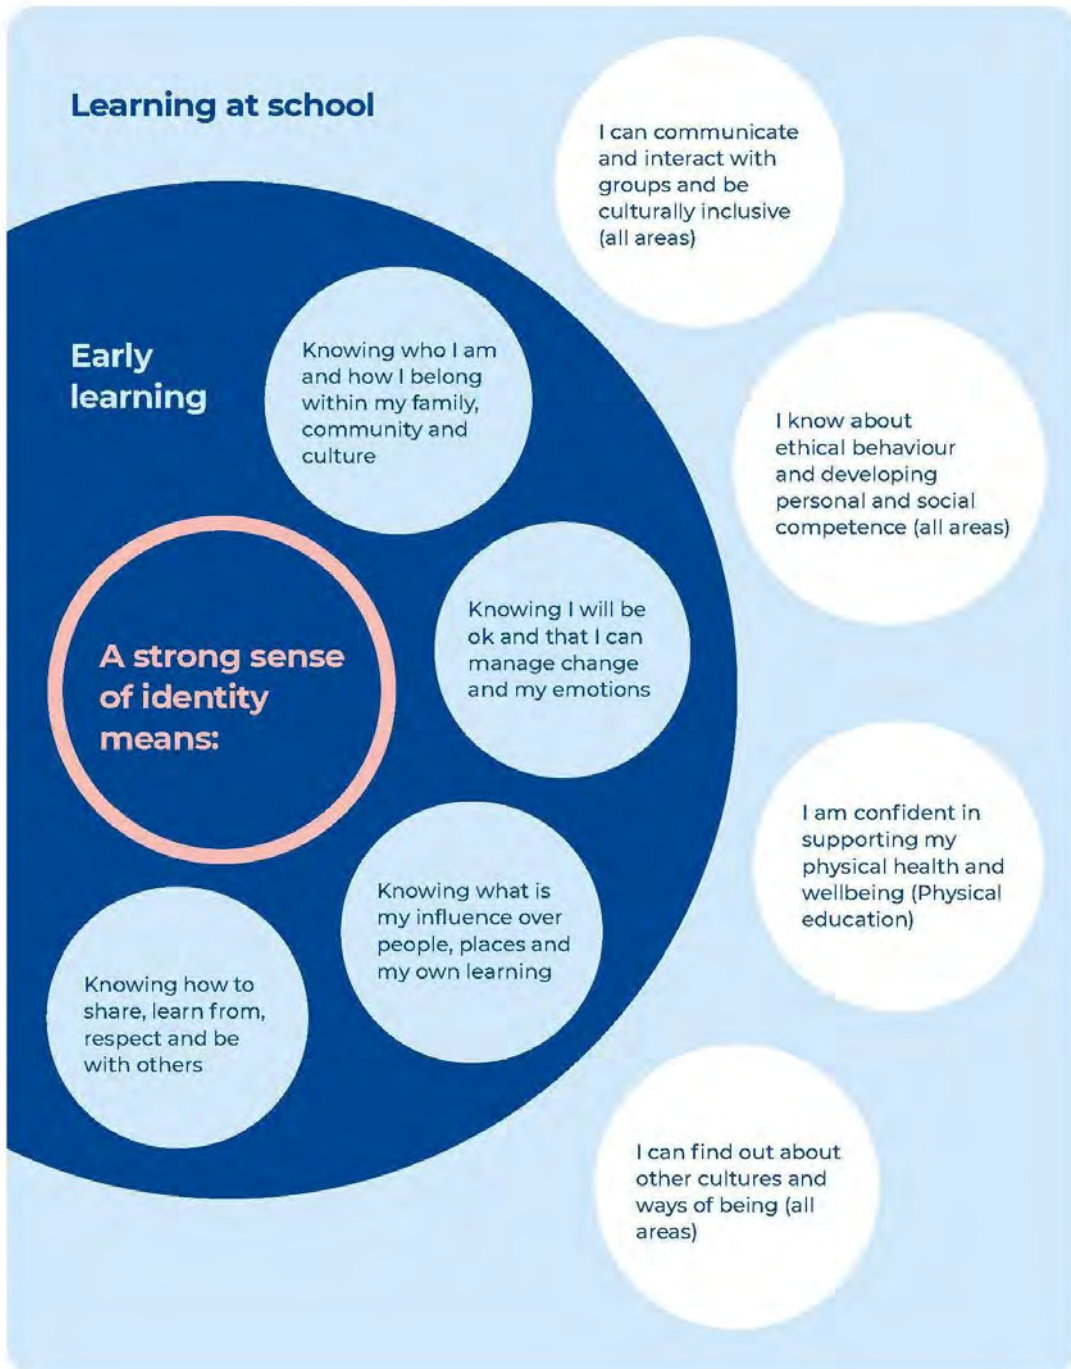 Learning at school
Early
learning
A strong sense
of identity
means:
Knowing who I am
and how I belong
within my family,
community and
culture
Knowing I will be
ok and that I can
manage change
and my emotions
Knowing what is
my influence over
people, places and
my own learning
Knowing how to
share, learn from,
respect and be
with others
I can communicate
and interact with
groups and be
culturally inclusive
(all areas)
I know about
ethical behaviour
and developing
personal and social
competence (all areas)
I am confident in
supporting my
physical health and
wellbeing (Physical
education)
I can find out about
other cultures and
ways of being (all
areas)